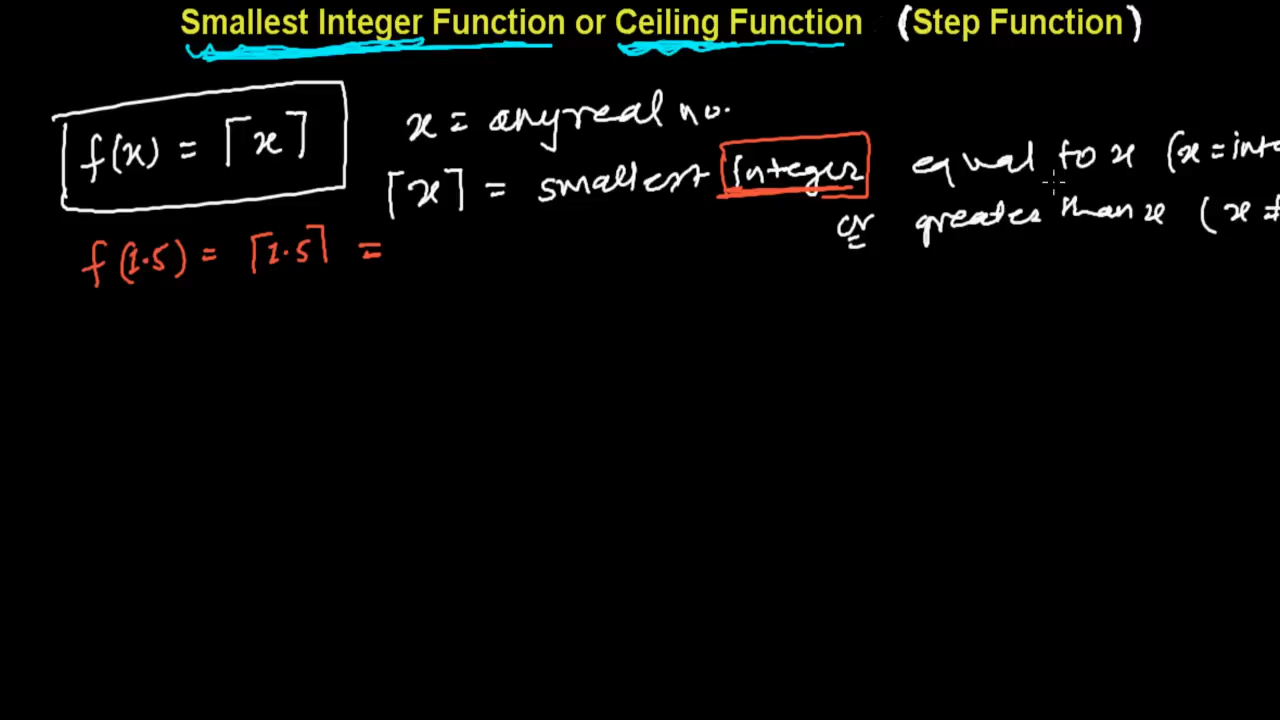 Smallest Integer Function or Ceiling Function (Step Function)
f(x) = ⌈x⌉
x = any real no.
⌈x⌉ = smallest Integer equal to x (x = inte
or greater than x (x ≠
f(1.5) = ⌈1.5⌉ =